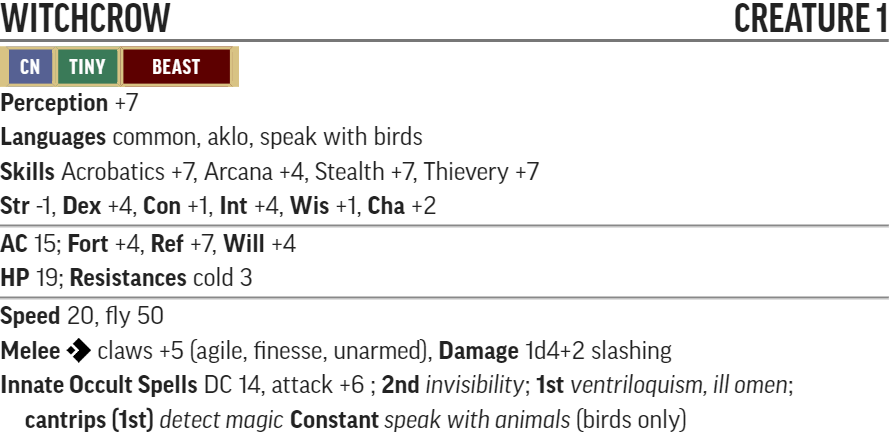 WITCHCROW CREATURE 1
CN TINY BEAST
Perception +7
Languages common, aklo, speak with birds
Skills Acrobatics +7, Arcana +4, Stealth +7, Thievery +7
Str -1, Dex +4, Con +1, Int +4, Wis +1, Cha +2
AC 15; Fort +4, Ref +7, Will +4
HP 19; Resistances cold 3
Speed 20, fly 50
Melee claws +5 (agile, finesse, unarmed), Damage 1d4+2 slashing
Innate Occult Spells DC 14, attack +6 ; 2nd invisibility; 1st ventriloquism, ill omen;
cantrips (1st) detect magic Constant speak with animals (birds only)